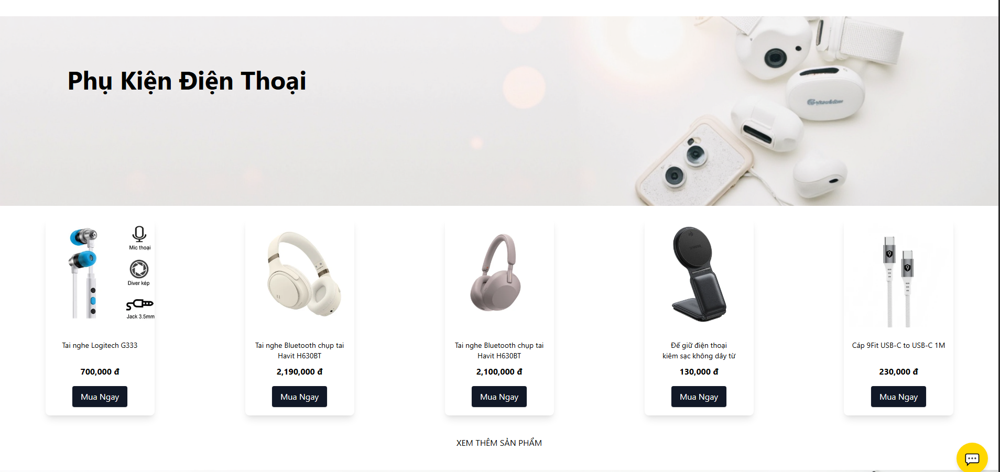 Phụ Kiện Điện Thoại
Mic thoại
Diver kép
Jack 3.5mm
Tai nghe Logitech G333
700,000 đ
Mua Ngay
Tai nghe Bluetooth chụp tai
Havit H630BT
2,190,000 đ
Mua Ngay
Tai nghe Bluetooth chụp tai
Havit H630BT
2,100,000 đ
Mua Ngay
Đế giữ điện thoại
kiêm sạc không dây từ
130,000 đ
Mua Ngay
Cáp 9Fit USB-C to USB-C 1M
230,000 đ
Mua Ngay
XEM THÊM SẢN PHẨM